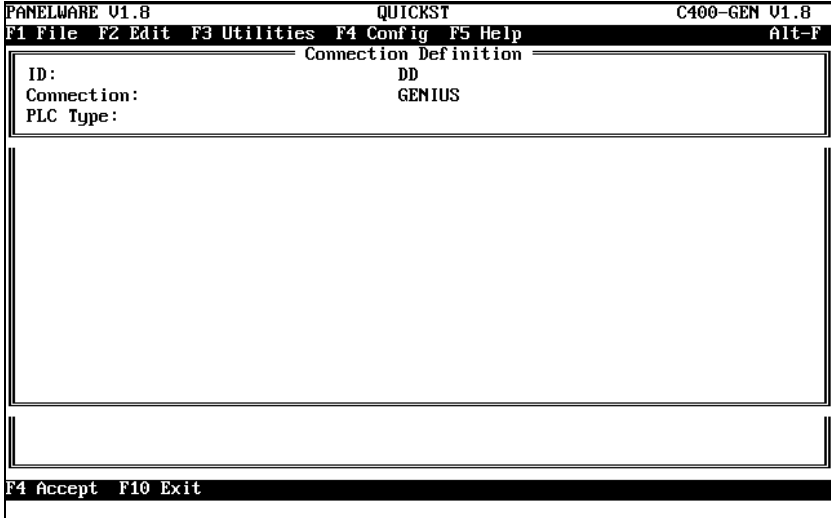 PANELWARE V1.8 QUICKST C400-GEN V1.8
F1 File F2 Edit F3 Utilities F4 Config F5 Help Alt-F
Connection Definition
ID: DD
Connection: GENIUS
PLC Type:
F4 Accept F10 Exit